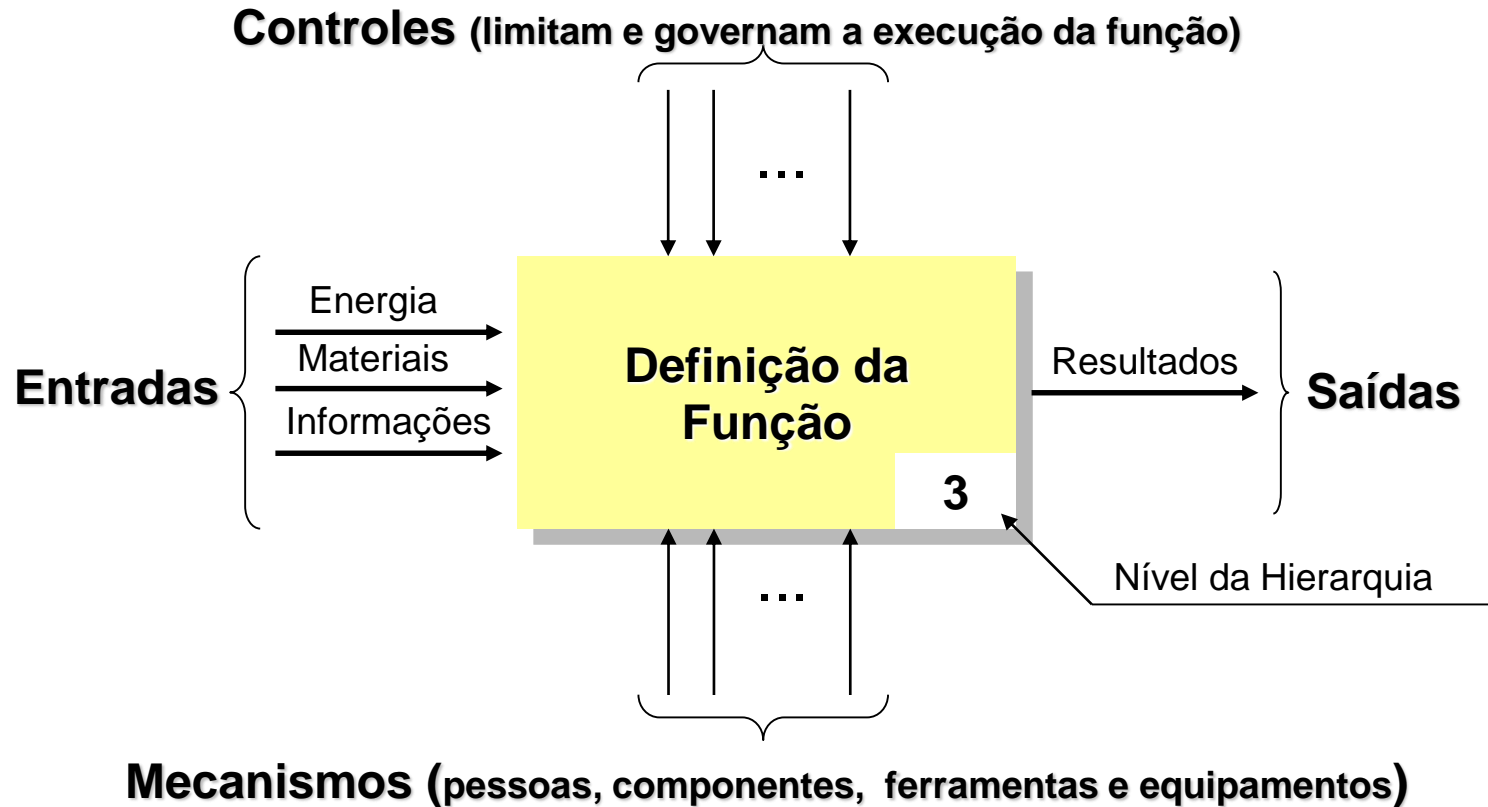 Controles (limitam e governam a execução da função)
...
Energia
Materiais
Informações
Entradas
Definição da
Função
3
Resultados
Saídas
Nível da Hierarquia
...
Mecanismos (pessoas, componentes, ferramentas e equipamentos)